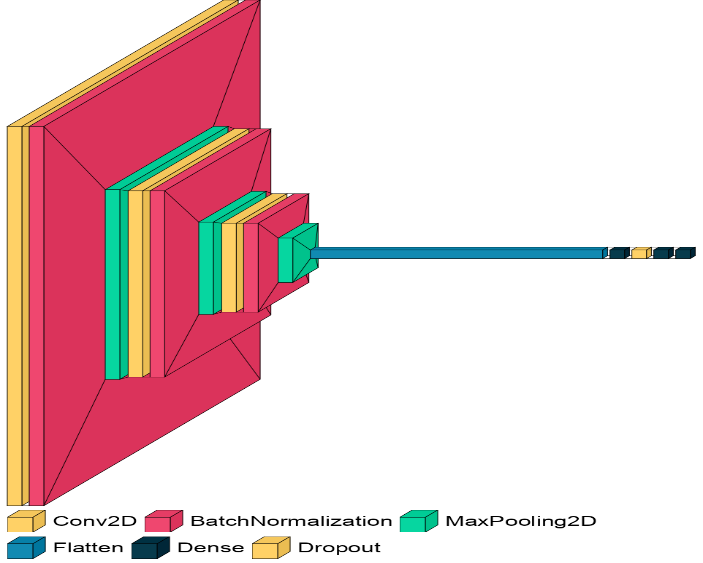 Conv2D BatchNormalization MaxPooling2D
Flatten Dense Dropout